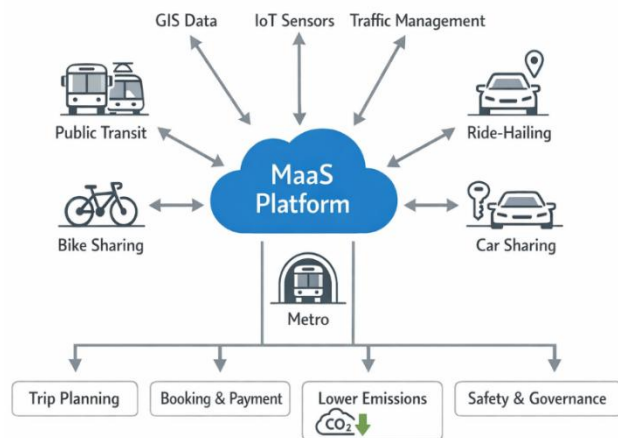 GIS Data
IoT Sensors
Traffic Management
Public Transit
Ride-Hailing
MaaS
Platform
Bike Sharing
Car Sharing
Metro
Trip Planning
Booking & Payment
Lower Emissions
CO₂
Safety & Governance